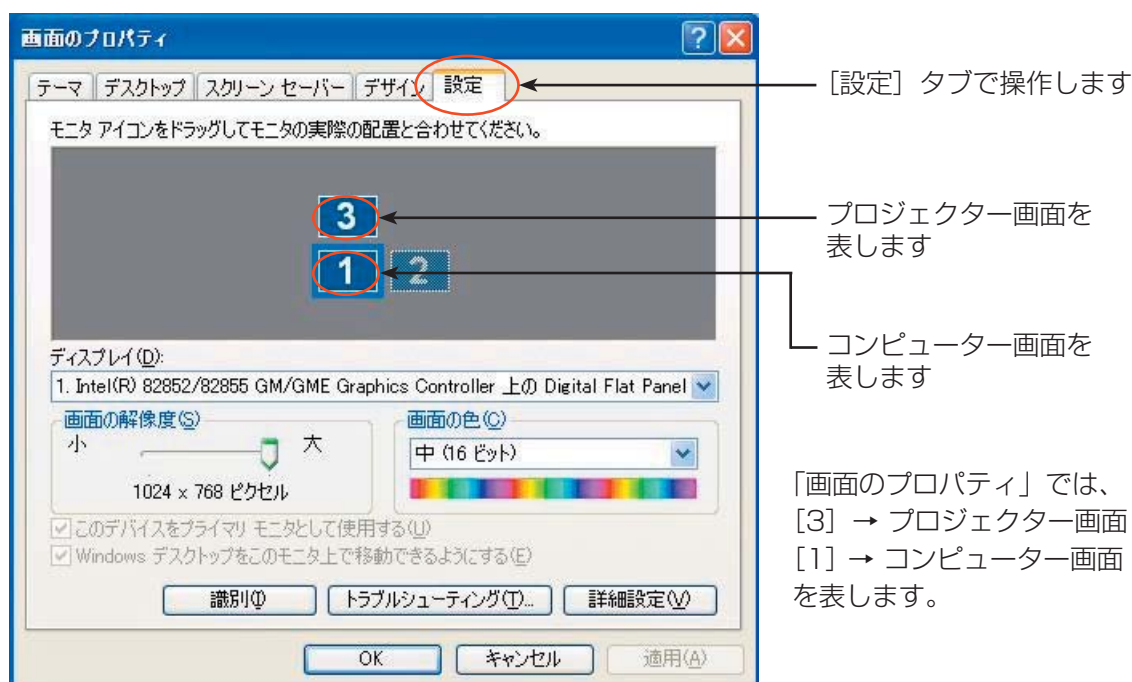 画面のプロパティ
テーマ デスクトップ スクリーン セーバー デザイン 設定
[設定] タブで操作します
モニタ アイコンをドラッグしてモニタの実際の配置と合わせてください。
3
プロジェクター画面を
表します
1 2
コンピューター画面を
表します
ディスプレイ(D):
1. Intel(R) 82852/82855 GM/GME Graphics Controller 上の Digital Flat Panel
画面の解像度(S)
小 大
1024 x 768 ピクセル
画面の色(C)
中 (16 ビット)
このデバイスをプライマリ モニタとして使用する(U)
Windows デスクトップをこのモニタ上で移動できるようにする(E)
識別(I) トラブルシューティング(T)... 詳細設定(V)
OK キャンセル 適用(A)
「画面のプロパティ」では、
[3] → プロジェクター画面
[1] → コンピューター画面
を表します。